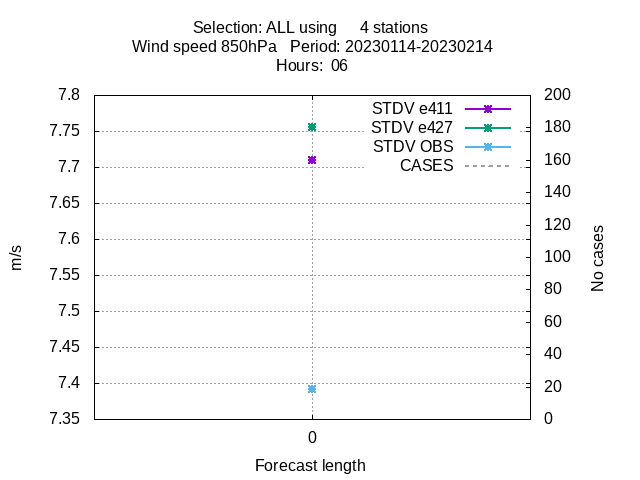 Selection: ALL using 4 stations
Wind speed 850hPa Period: 20230114-20230214
Hours: 06
7.8
7.75
7.7
7.65
7.6
7.55
7.5
7.45
7.4
7.35
200
180
160
140
120
100
80
60
40
20
0
STDV e411
STDV e427
STDV OBS
CASES
m/s
No cases
0
Forecast length